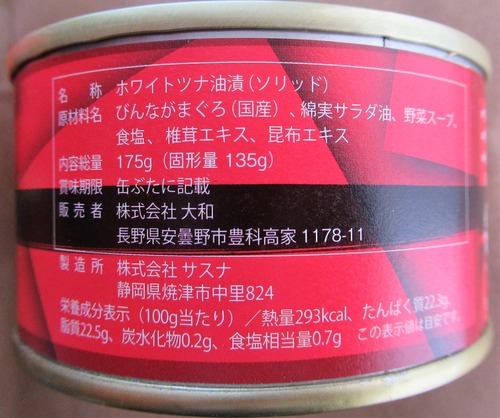 名 称 ホワイトツナ油漬(ソリッド)
原材料名 びんながまぐろ(国産)、綿実サラダ油、野菜スープ、
食塩、椎茸エキス、昆布エキス
内容総量 175g(固形量 135g)
賞味期限 缶ぶたに記載
販売者 株式会社 大和
長野県安曇野市豊科高家 1178-11
製造所 株式会社 サスナ
静岡県焼津市中里824
栄養成分表示(100g当たり)/熱量293kcal、たんぱく質22.3g、
脂質22.5g、炭水化物0.2g、食塩相当量0.7g この表示値は目安です。